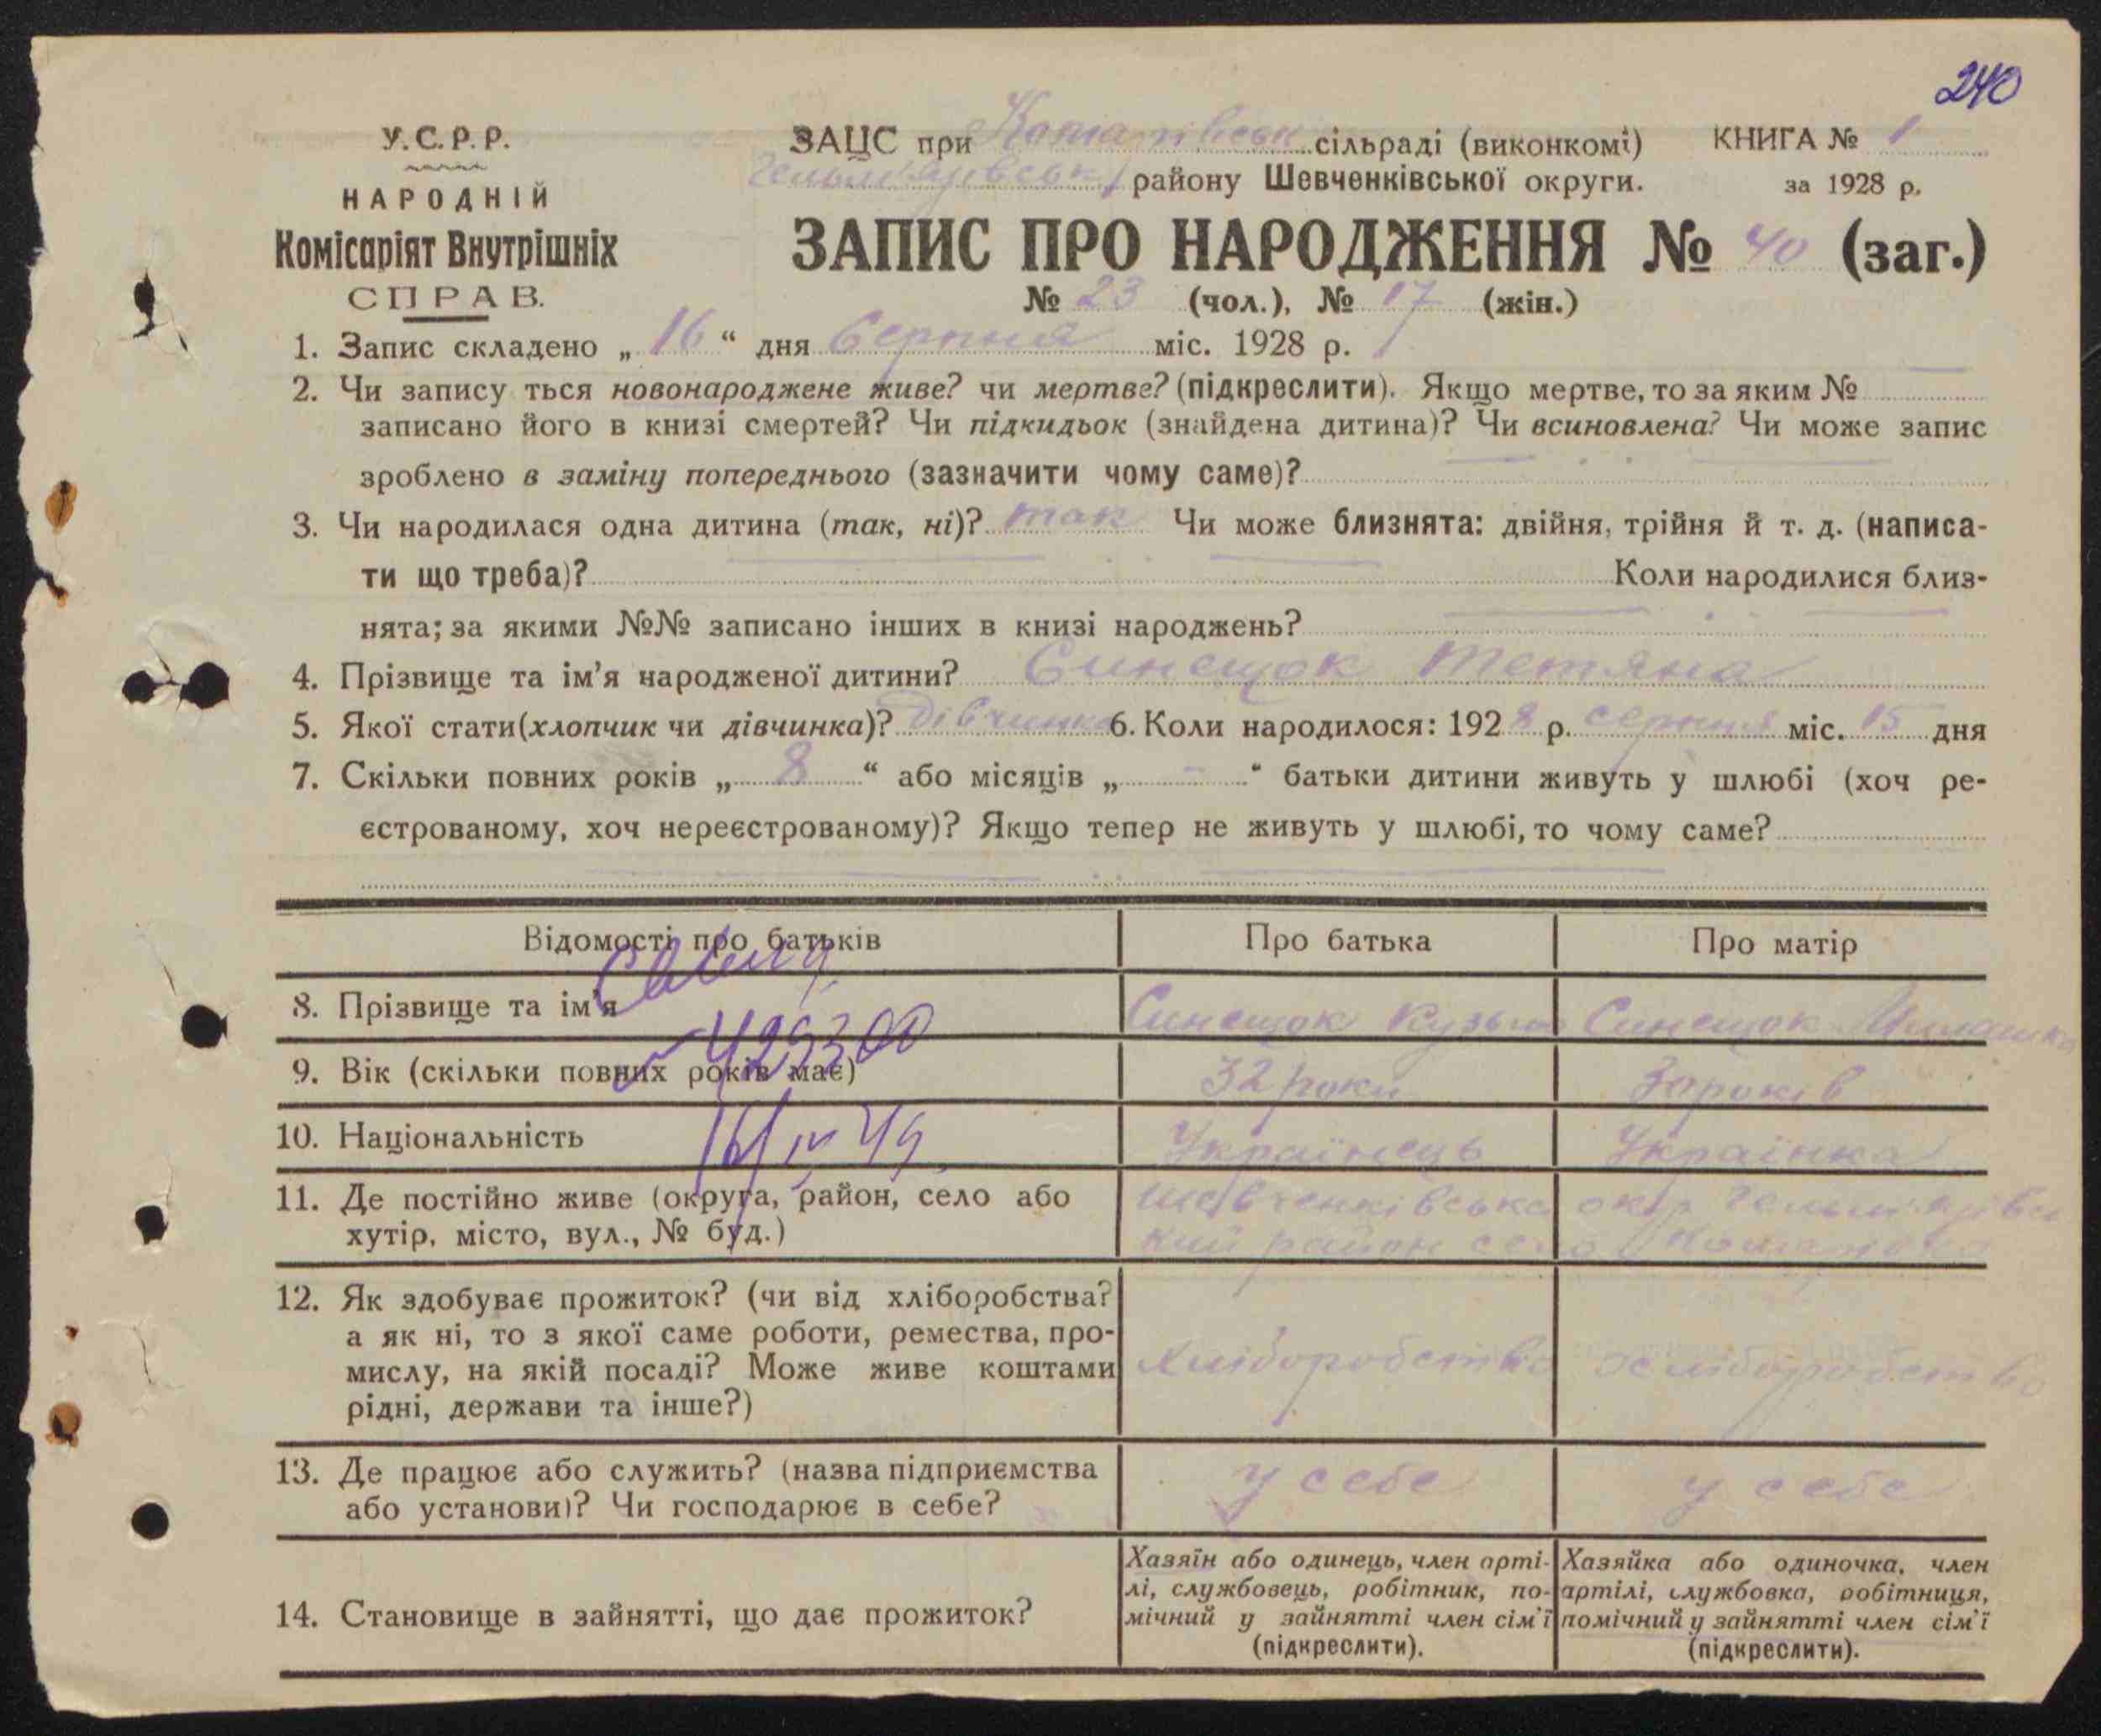 240
У.С.Р.Р.
НАРОДНІЙ
Комісаріят Внутрішніх
СПРАВ.
ЗАЦС при сільраді (виконкомі) КНИГА № 1
району Шевченківської округи. за 1928 р.
ЗАПИС ПРО НАРОДЖЕННЯ № 40 (заг.)
№ 23 (чол.), № 17 (жін.)
1. Запис складено „ 16 “ дня Серпня міс. 1928 р.
2. Чи запису ться новонароджене живе? чи мертве? (підкреслити). Якщо мертве, то за яким №
записано його в книзі смертей? Чи підкидьок (знайдена дитина)? Чи всиновлена? Чи може запис
зроблено в заміну попереднього (зазначити чому саме)?
3. Чи народилася одна дитина (так, ні)? так Чи може близнята: двійня, трійня й т. д. (написа-
ти що треба)? Коли народилися близ-
нята; за якими №№ записано інших в книзі народжень?
4. Прізвище та ім’я народженої дитини? Синещок Тетяна
5. Якої стати (хлопчик чи дівчинка)? Дівчинка 6. Коли народилося: 1928 р. серпня міс. 15 дня
7. Скільки повних років „ 8 “ або місяців „ - “ батьки дитини живуть у шлюбі (хоч ре-
єстрованому, хоч нереєстрованому)? Якщо тепер не живуть у шлюбі, то чому саме?
Відомості про батьків Про батька Про матір
8. Прізвище та ім’я Синещок Кузьма Синещок
9. Вік (скільки повних років має) 32 роки 30 років
10. Національність Українець Українка
11. Де постійно живе (округа, район, село або Шевченківська окр
хутір, місто, вул., № буд.) кий район село
12. Як здобуває прожиток? (чи від хліборобства?
а як ні, то з якої саме роботи, ремества, про-
мислу, на якій посаді? Може живе коштами Хліборобство хліборобство
рідні, держави та інше?)
13. Де працює або служить? (назва підприємства у себе у себе
або установи)? Чи господарює в себе?
14. Становище в зайнятті, що дає прожиток?
Хазяїн або одинець, член арті-
лі, службовець, робітник, по-
мічний у зайнятті член сім’ї
(підкреслити).
Хазяйка або одиночка, член
артілі, службовка, робітниця,
помічний у зайнятті член сім’ї
(підкреслити).